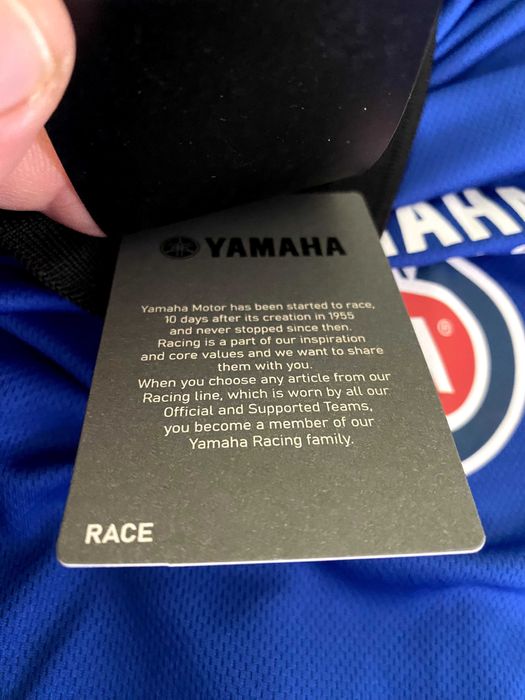 YAMAHA
Yamaha Motor has been started to race,
10 days after its creation in 1955
and never stopped since then.
Racing is a part of our inspiration
and core values and we want to share
them with you.
When you choose any article from our
Racing line, which is worn by all our
Official and Supported Teams,
you become a member of our
Yamaha Racing family.
RACE
AMAHA
®